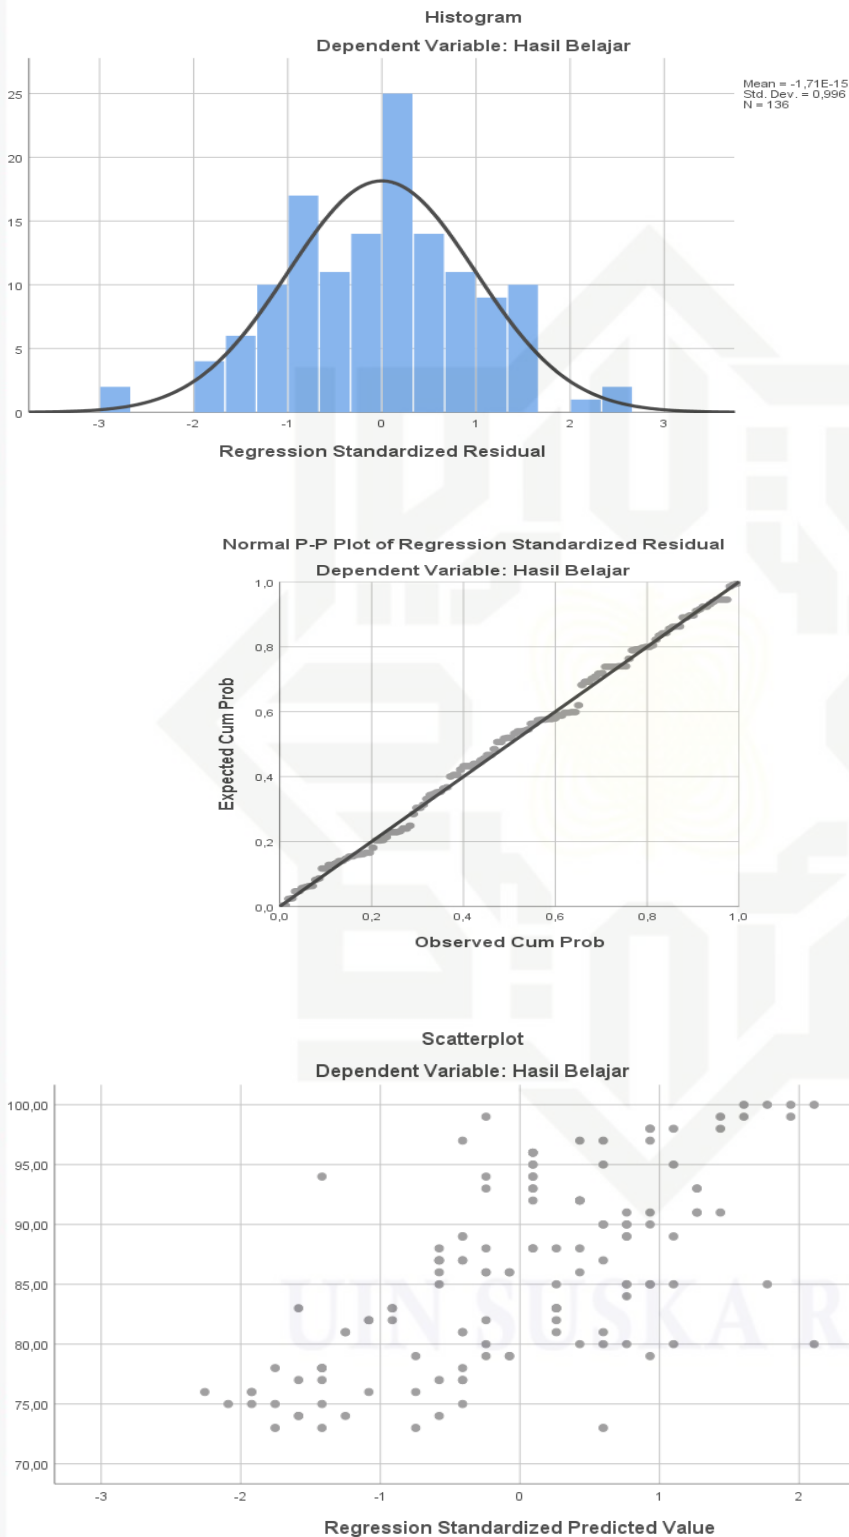 Histogram
Dependent Variable: Hasil Belajar
Mean = -1,71E-15
Std. Dev. = 0,996
N = 136
25
20
15
10
5
0
-3 -2 -1 0 1 2 3
Regression Standardized Residual
Normal P-P Plot of Regression Standardized Residual
Dependent Variable: Hasil Belajar
1,0
0,8
0,6
0,4
0,2
0,0
Expected Cum Prob
0,0 0,2 0,4 0,6 0,8 1,0
Observed Cum Prob
Scatterplot
Dependent Variable: Hasil Belajar
100,00
95,00
90,00
85,00
80,00
75,00
70,00
UIN SUSKA R
-3 -2 -1 0 1 2
Regression Standardized Predicted Value